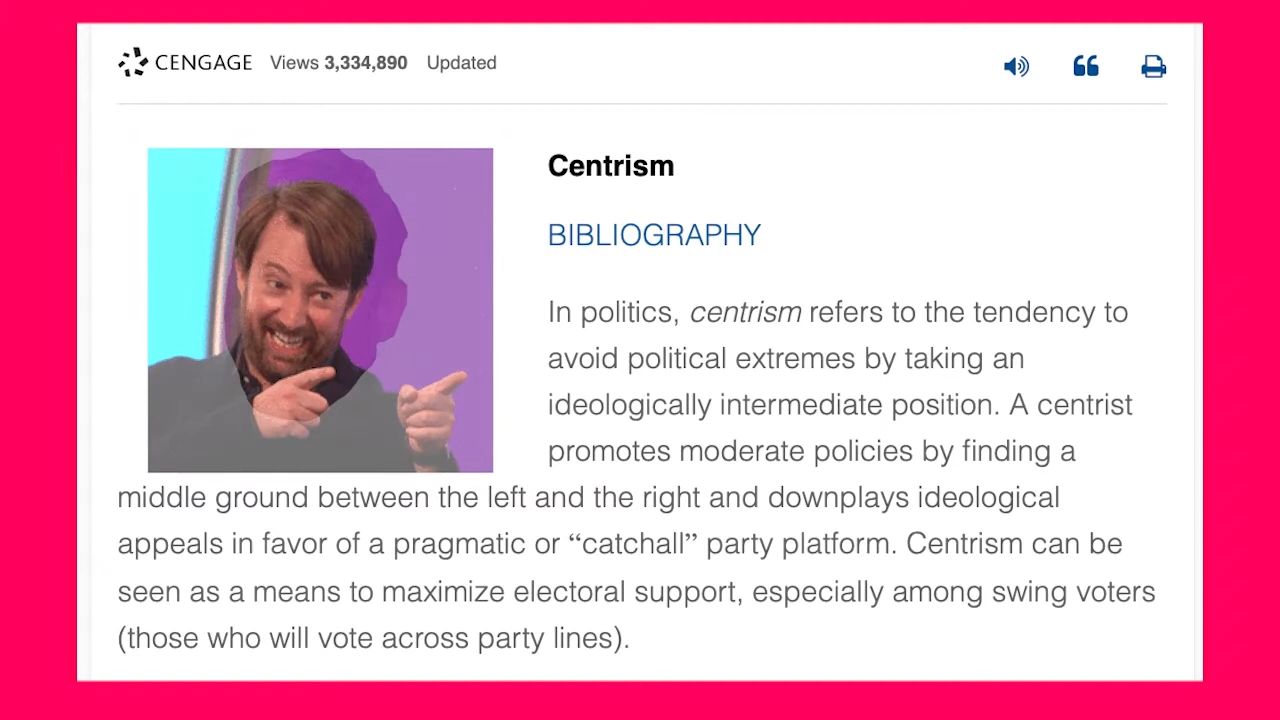 CENGAGE Views 3,334,890 Updated
Centrism
BIBLIOGRAPHY
In politics, centrism refers to the tendency to
avoid political extremes by taking an
ideologically intermediate position. A centrist
promotes moderate policies by finding a
middle ground between the left and the right and downplays ideological
appeals in favor of a pragmatic or “catchall” party platform. Centrism can be
seen as a means to maximize electoral support, especially among swing voters
(those who will vote across party lines).